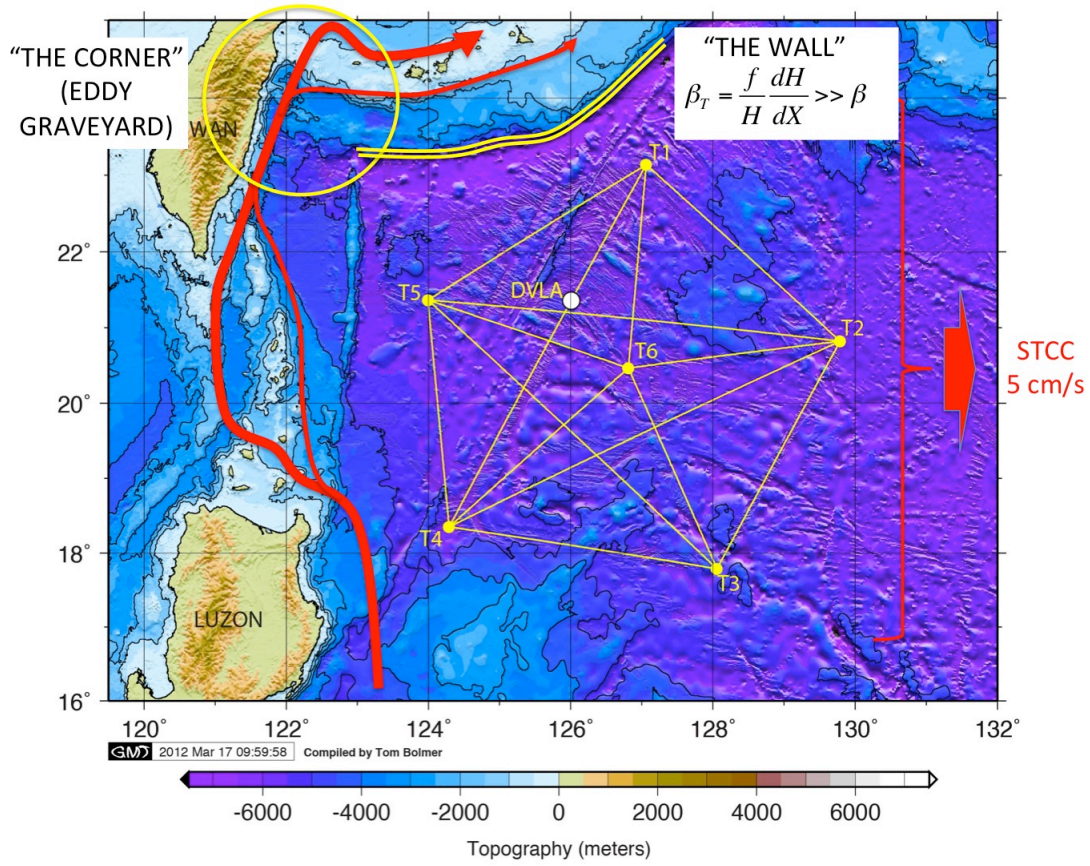 “THE CORNER”
(EDDY
GRAVEYARD)
WAN
“THE WALL”
β_T = f/H dH/dX >> β
T1
22°
T5
DVLA
T2
T6
STCC
5 cm/s
20°
T4
18°
T3
LUZON
16°
120° 122° 124° 126° 128° 130° 132°
GMT 2012 Mar 17 09:59:58 Compiled by Tom Bolmer
-6000 -4000 -2000 0 2000 4000 6000
Topography (meters)